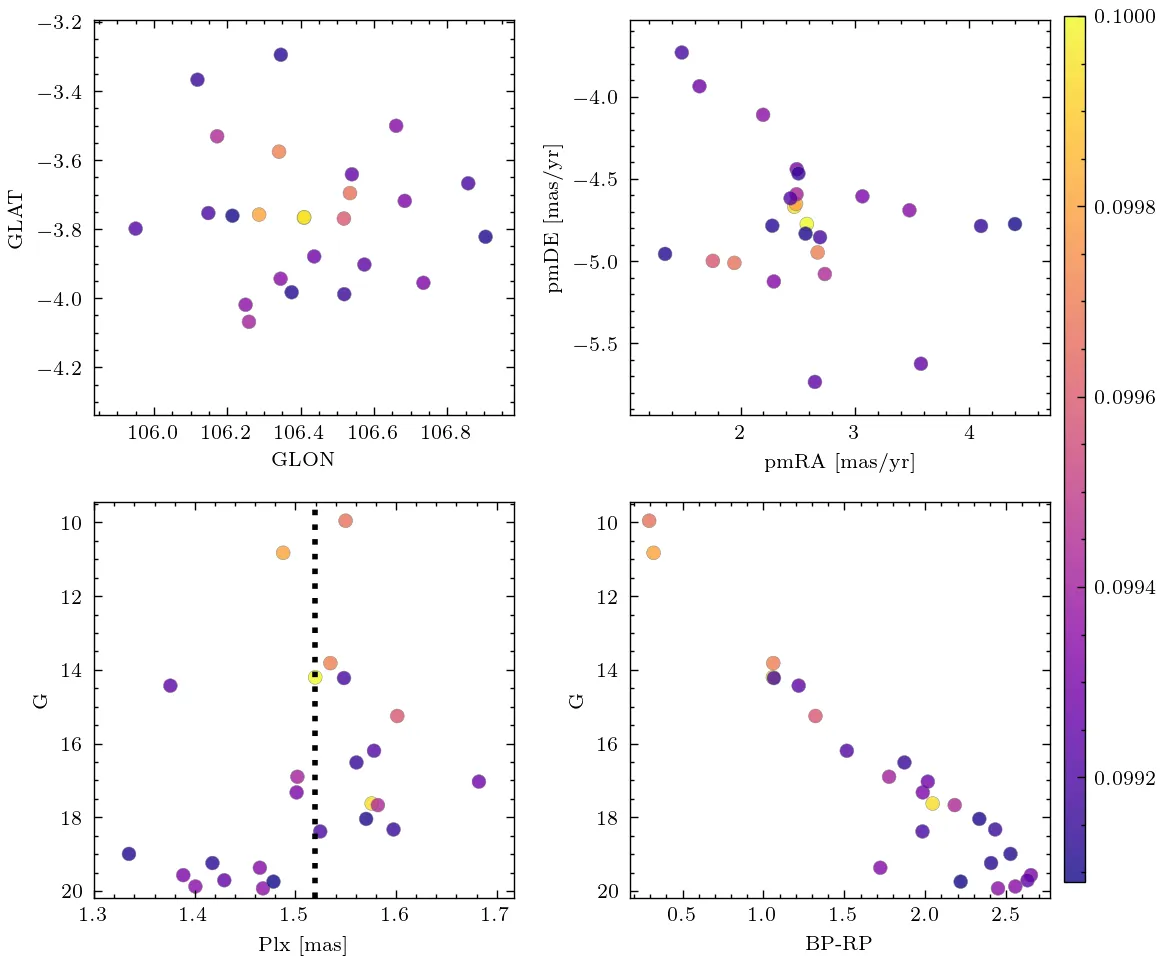 −3.2
−3.4
−3.6
−3.8
−4.0
−4.2
GLAT
106.0 106.2 106.4 106.6 106.8
GLON
−4.0
−4.5
−5.0
−5.5
pmDE [mas/yr]
2 3 4
pmRA [mas/yr]
0.1000
0.0998
0.0996
0.0994
0.0992
10
12
14
16
18
20
G
1.3 1.4 1.5 1.6 1.7
Plx [mas]
10
12
14
16
18
20
G
0.5 1.0 1.5 2.0 2.5
BP-RP